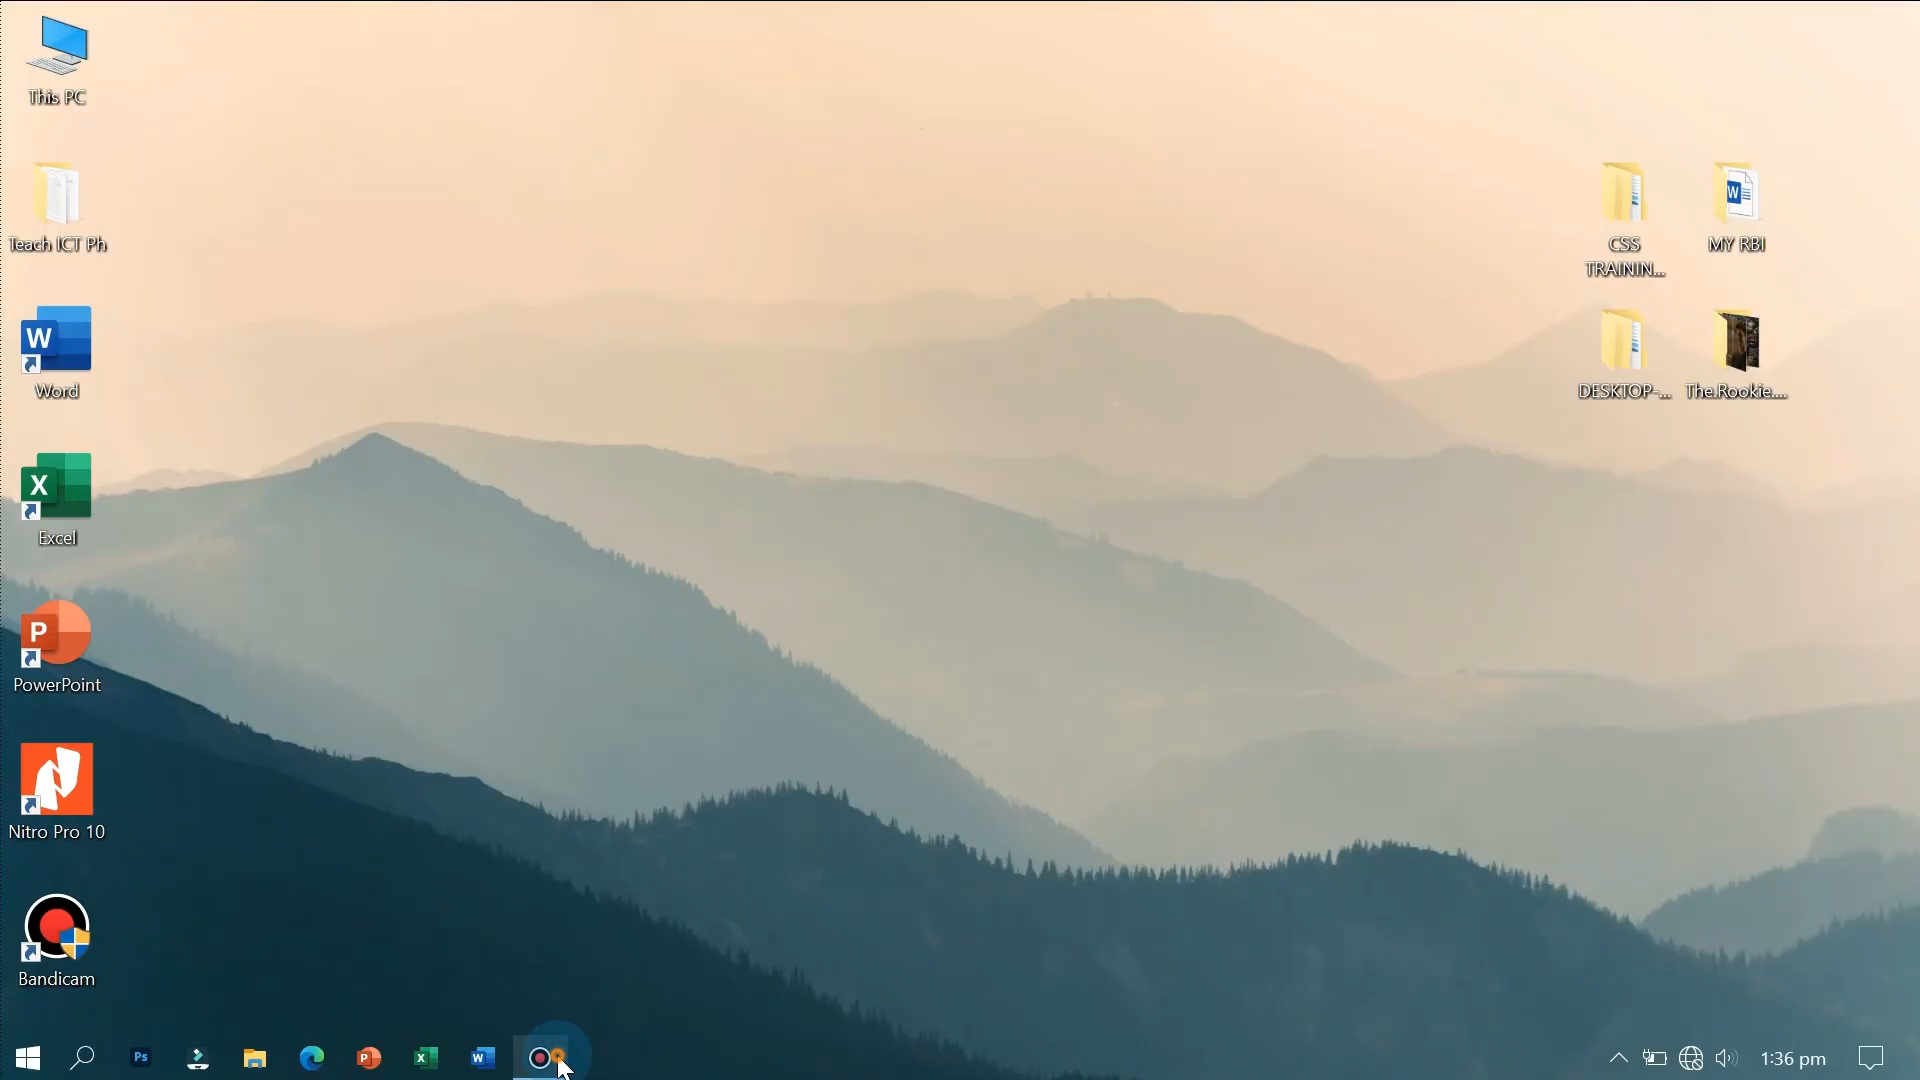 This PC
Teach ICT Ph
Word
Excel
PowerPoint
Nitro Pro 10
Bandicam
CSS
TRAININ...
MY RBI
DESKTOP-...
The.Rookie....
Ps
1:36 pm